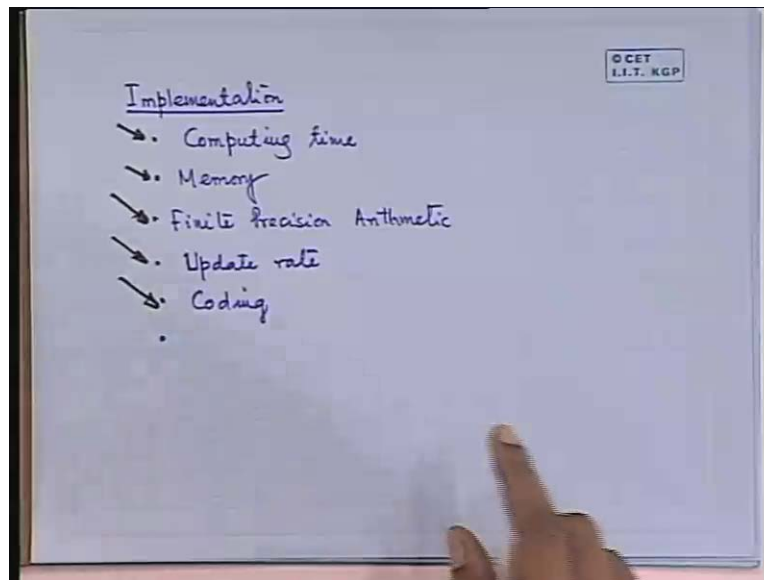 © CET
I.I.T. KGP
Implementation
• Computing time
• Memory
• Finite Precision Arithmetic
• Update rate
• Coding
•